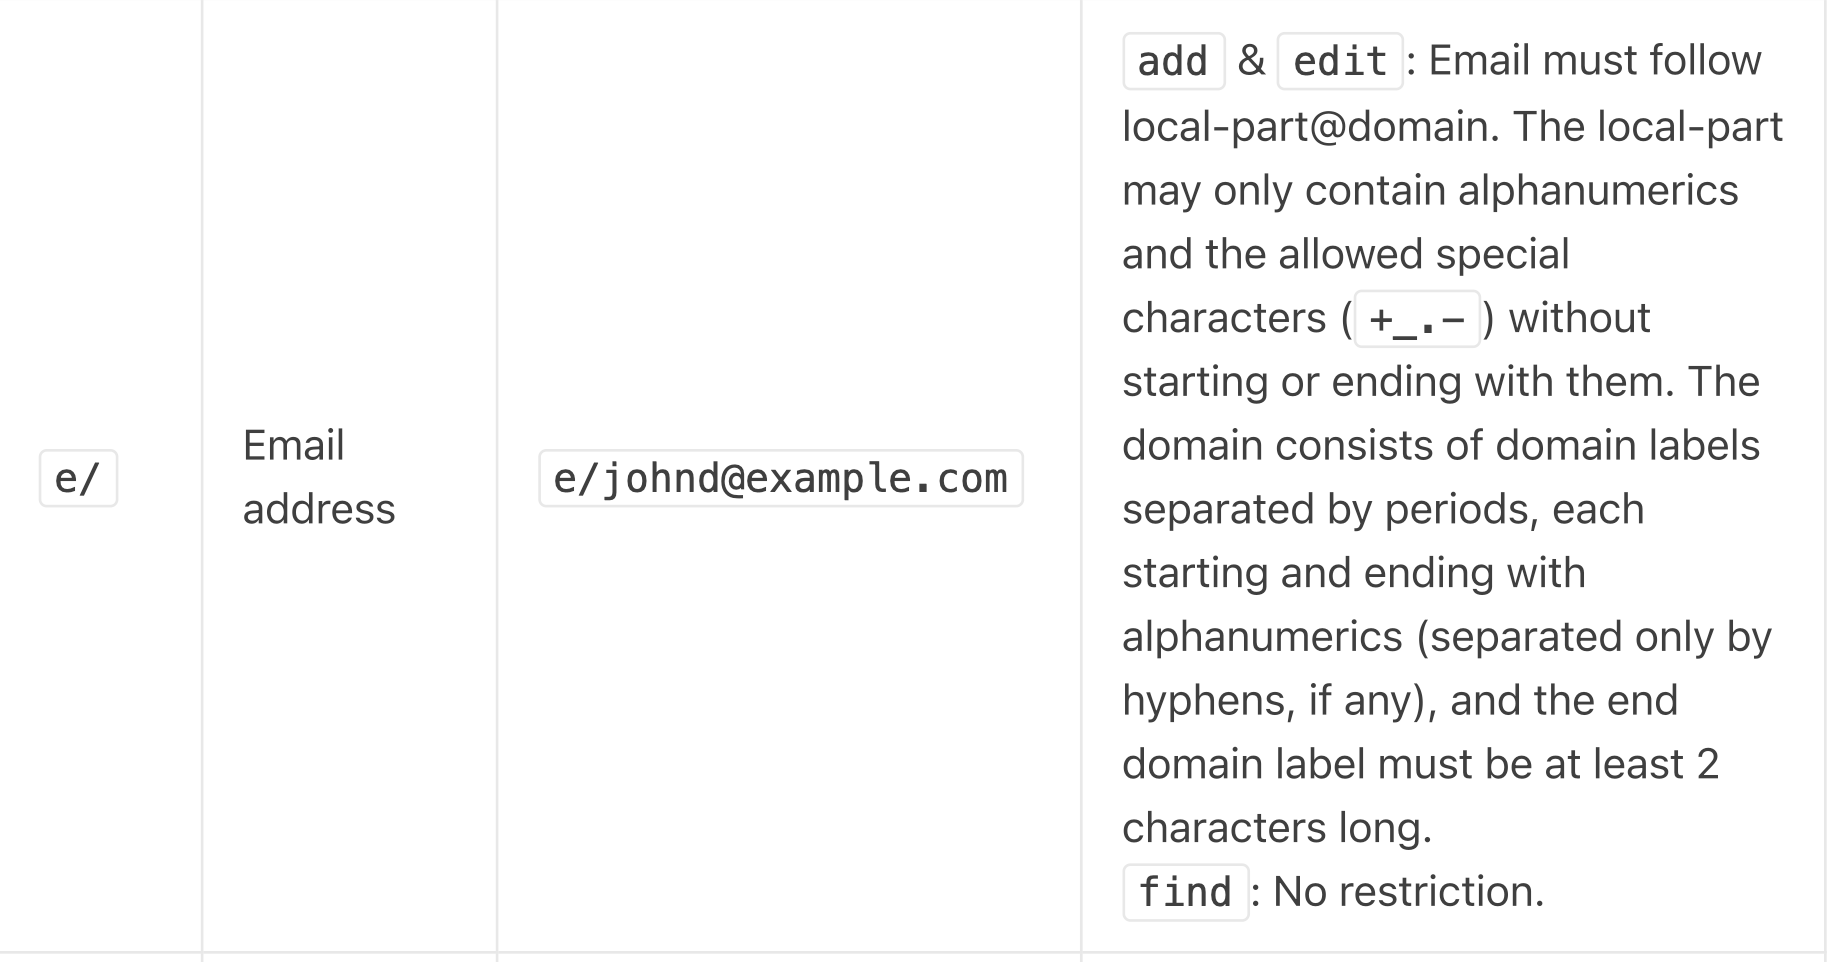 e/
Email
address
e/johnd@example.com
add & edit: Email must follow
local-part@domain. The local-part
may only contain alphanumerics
and the allowed special
characters (+_.-) without
starting or ending with them. The
domain consists of domain labels
separated by periods, each
starting and ending with
alphanumerics (separated only by
hyphens, if any), and the end
domain label must be at least 2
characters long.
find: No restriction.